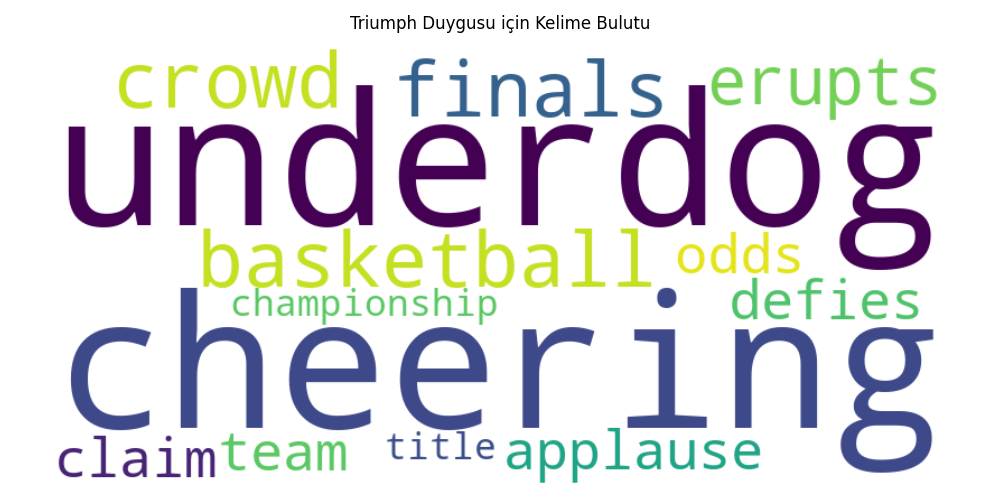 Triumph Duygusu için Kelime Bulutu
crowd finals erupts
underdog
basketball odds
championship defies
cheering
claim team title applause